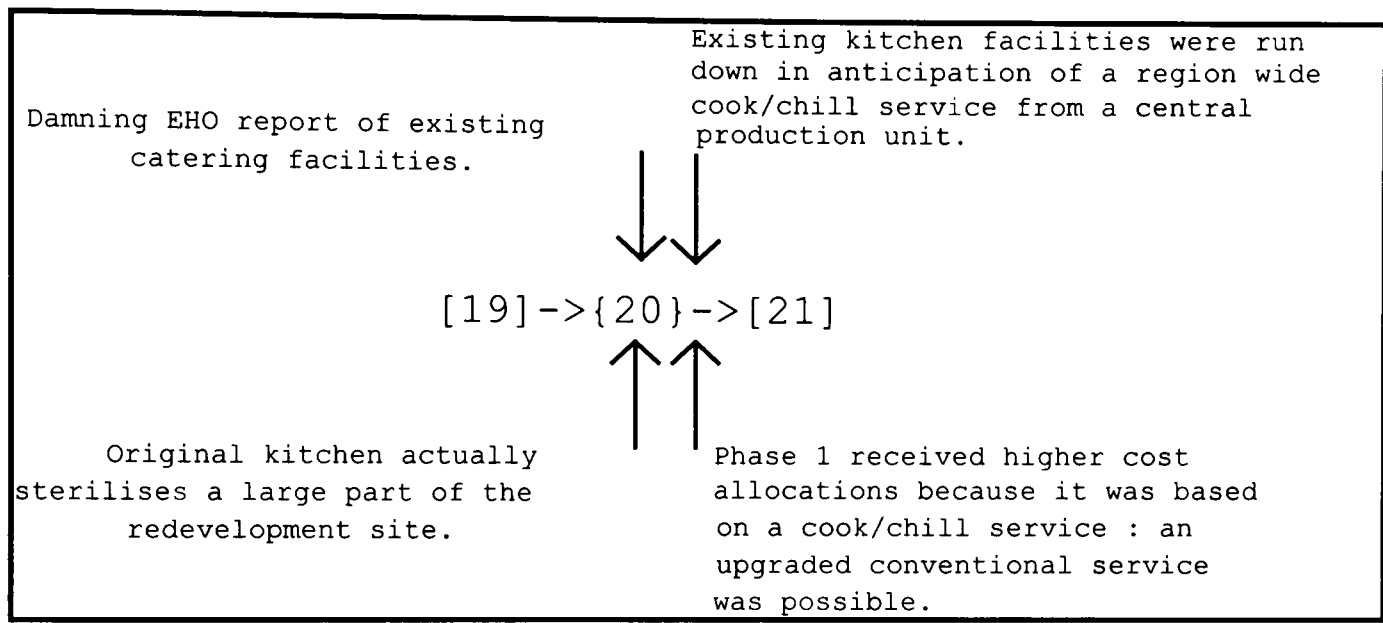 Damning EHO report of existing
catering facilities.
Existing kitchen facilities were run
down in anticipation of a region wide
cook/chill service from a central
production unit.
[19]->{20}->[21]
Original kitchen actually
sterilises a large part of the
redevelopment site.
Phase 1 received higher cost
allocations because it was based
on a cook/chill service : an
upgraded conventional service
was possible.